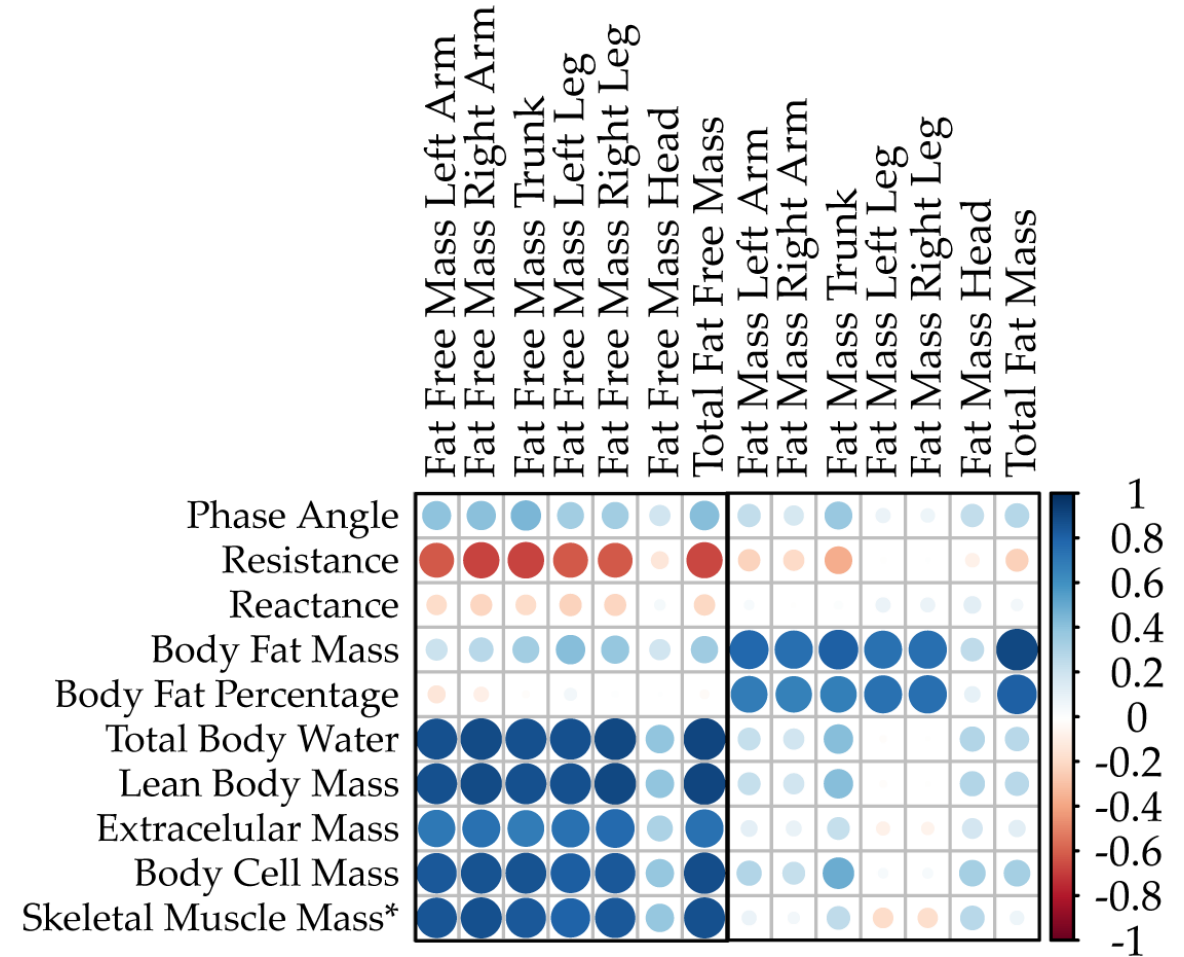 Fat Free Mass Left Arm
Fat Free Mass Right Arm
Fat Free Mass Trunk
Fat Free Mass Left Leg
Fat Free Mass Right Leg
Fat Free Mass Head
Total Fat Free Mass
Fat Mass Left Arm
Fat Mass Right Arm
Fat Mass Trunk
Fat Mass Left Leg
Fat Mass Right Leg
Fat Mass Head
Total Fat Mass
Phase Angle
Resistance
Reactance
Body Fat Mass
Body Fat Percentage
Total Body Water
Lean Body Mass
Extracelular Mass
Body Cell Mass
Skeletal Muscle Mass*
1
0.8
0.6
0.4
0.2
0
-0.2
-0.4
-0.6
-0.8
-1